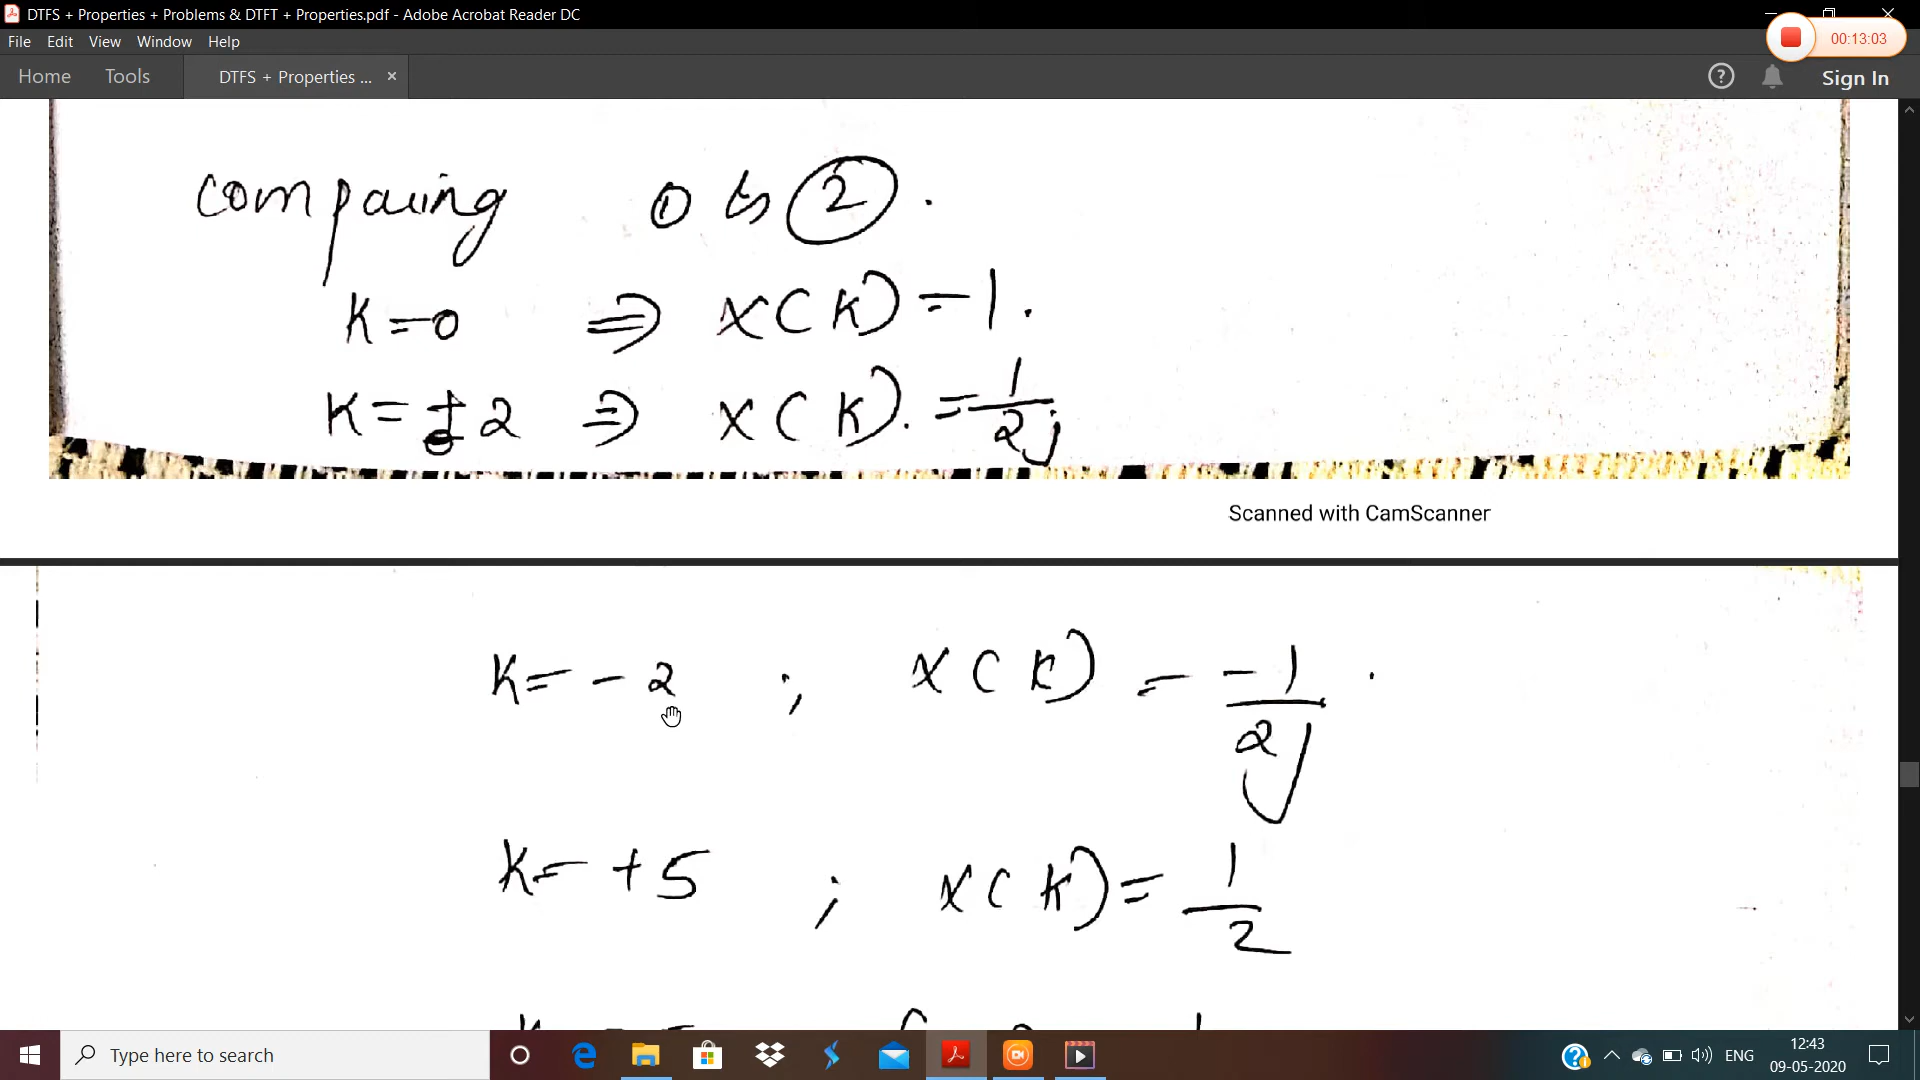 DTFS + Properties + Problems & DTFT + Properties.pdf - Adobe Acrobat Reader DC
00:13:03
File Edit View Window Help
Home Tools DTFS + Properties ... × Sign In
comparing ① & ② .
K=0 ⇒ X(K) = 1.
K= +2 ⇒ X(K). = 1/2j
Scanned with CamScanner
K= -2 ; X(K) = -1/2j .
K= +5 ; X(K) = 1/2
Type here to search
ENG
12:43
09-05-2020